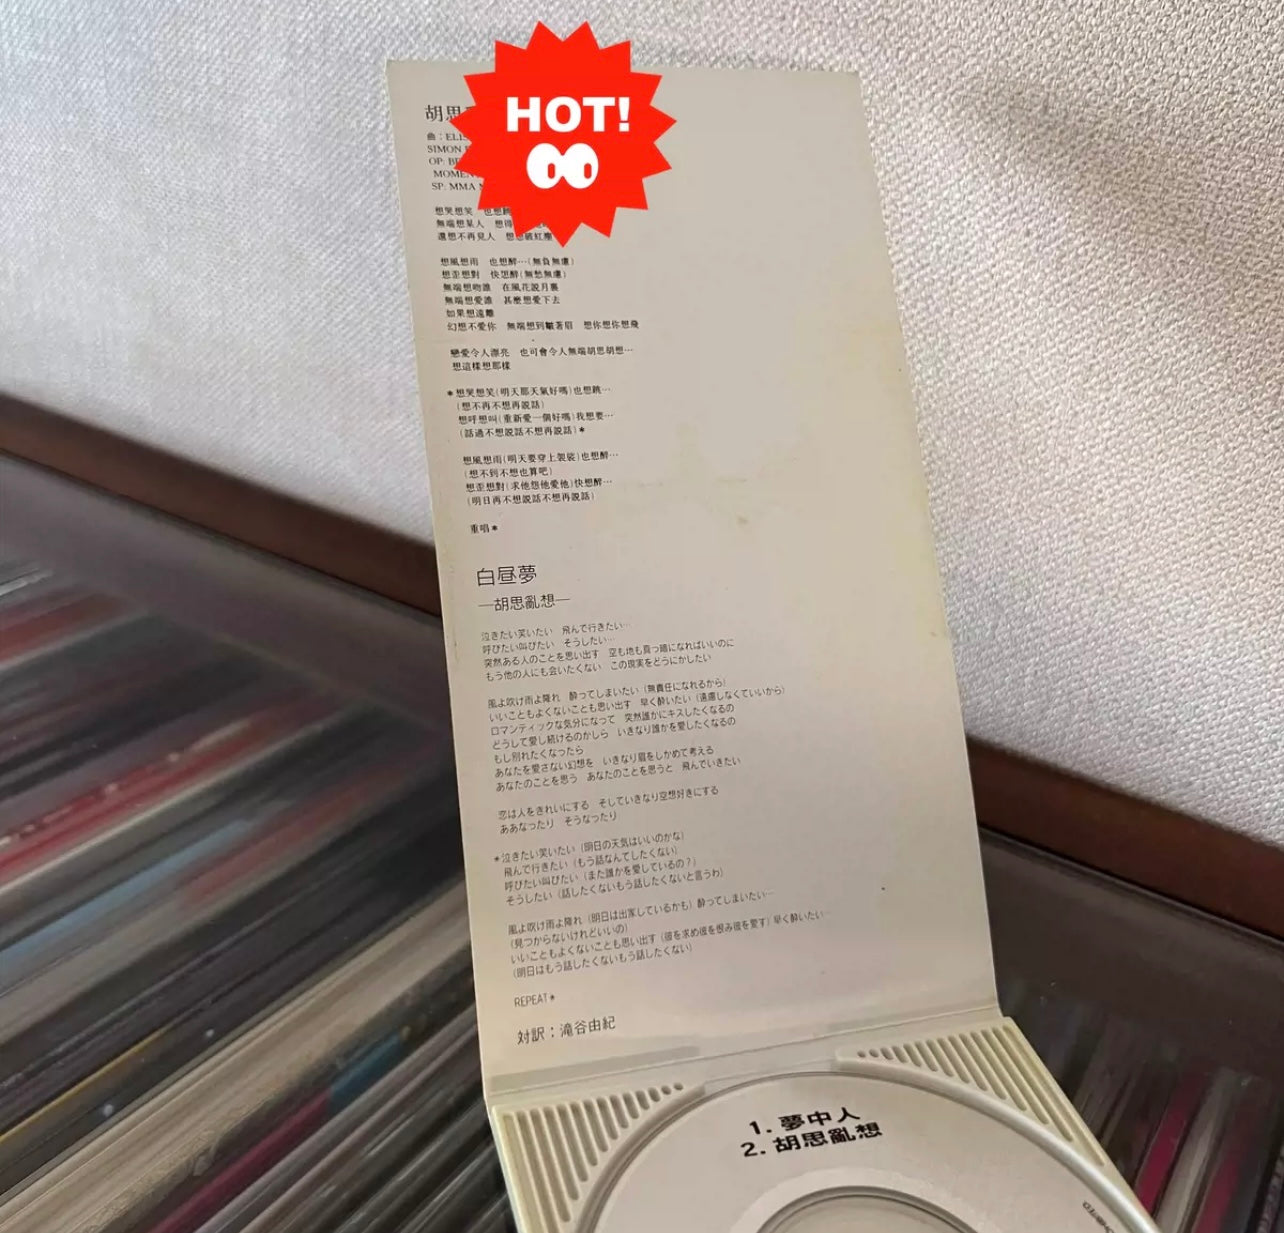 HOT!
胡思
曲：ELI
SIMON
OP: BE
MOMEN
SP: MMA
想哭想笑　也想跳
無端想某人　想得
還想不再見人　想想破紅塵
想風想雨　也想醉…(無負無慮)
想歪想對　快想醉(無愁無慮)
無端想吻誰　在風花說月裏
無端想愛誰　甚麼想愛下去
如果想遠離
幻想不愛你　無端想到皺著眉　想你想你想飛
戀愛令人漂亮　也可會令人無端胡思胡想…
想這樣想那樣
＊想哭想笑(明天那天氣好嗎)也想跳…
(想不再不想再說話)
想呼想叫(重新愛一個好嗎)我想要…
(話過不想說話不想再說話)＊
想風想雨(明天要穿上袈裟)也想醉…
(想不到不想也算吧)
想歪想對(求他怨他愛他)快想醉…
(明日再不想說話不想再說話)
重唱＊
白昼夢
—胡思亂想—
泣きたい笑いたい　飛んで行きたい…
呼びたい叫びたい　そうしたい…
突然ある人のことを思い出す　空も地も真っ暗になればいいのに
もう他の人にも会いたくない　この現実をどうにかしたい
風よ吹け雨よ降れ　酔ってしまいたい（無責任になれるから）
いいこともよくないことも思い出す　早く酔いたい（遠慮しなくていいから）
ロマンティックな気分になって　突然誰かにキスしたくなるの
どうして愛し続けるのかしら　いきなり誰かを愛したくなるの
もし別れたくなったら
あなたを愛さない幻想を　いきなり眉をしかめて考える
あなたのことを思う　あなたのことを思うと　飛んでいきたい
恋は人をきれいにする　そしていきなり空想好きにする
ああなったり　そうなったり
＊泣きたい笑いたい（明日の天気はいいのかな）
飛んで行きたい（もう話なんてしたくない）
呼びたい叫びたい（また誰かを愛しているの？）
そうしたい（話したくないもう話したくないと言うわ）
風よ吹け雨よ降れ（明日は出家しているかも）酔ってしまいたい…
（見つからないけれどいいの）
いいこともよくないことも思い出す（彼を求め彼を恨み彼を愛す）早く酔いたい…
（明日はもう話したくないもう話したくない）
REPEAT＊
対訳：滝谷由紀
1. 夢中人
2. 胡思亂想